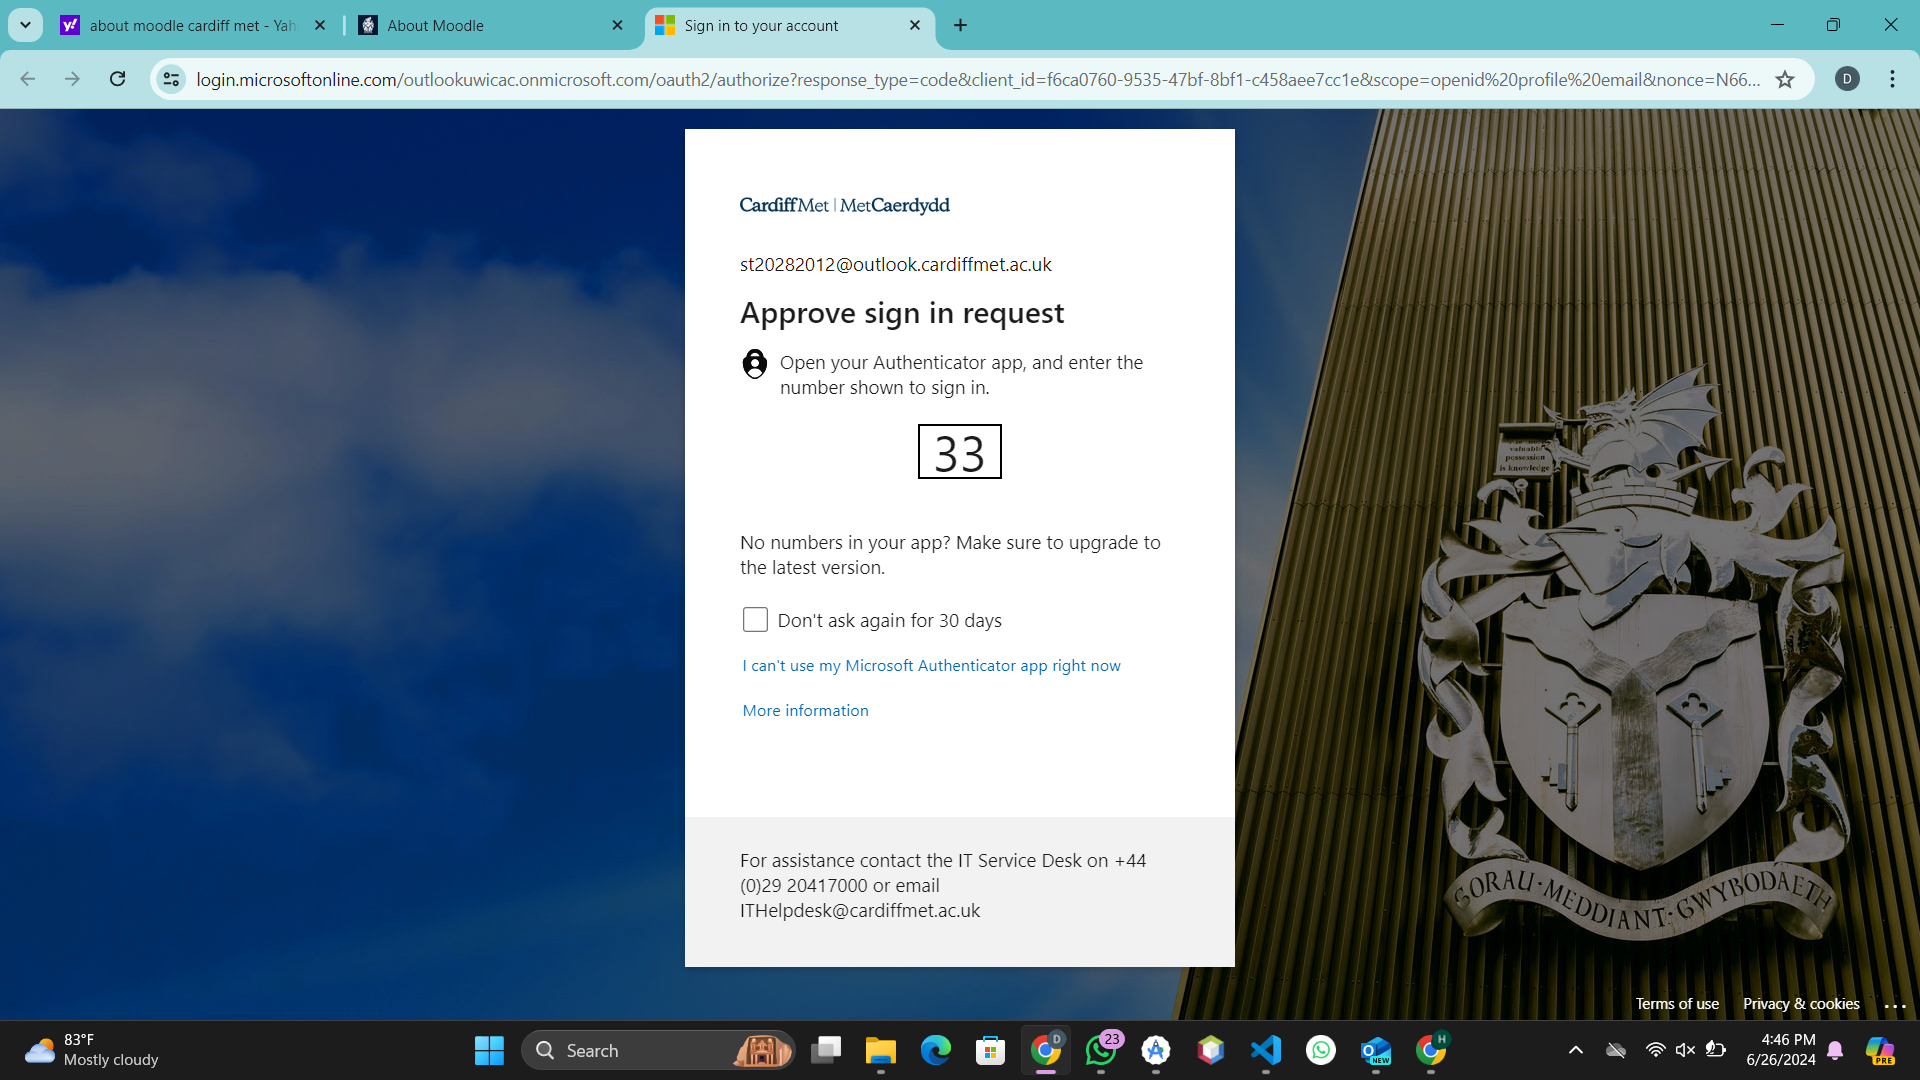 about moodle cardiff met - Yah
About Moodle
Sign in to your account
login.microsoftonline.com/outlookuwicac.onmicrosoft.com/oauth2/authorize?response_type=code&client_id=f6ca0760-9535-47bf-8bf1-c458aee7cc1e&scope=openid%20profile%20email&nonce=N66...
D
CardiffMet | MetCaerdydd
st20282012@outlook.cardiffmet.ac.uk
Approve sign in request
Open your Authenticator app, and enter the
number shown to sign in.
33
No numbers in your app? Make sure to upgrade to
the latest version.
Don't ask again for 30 days
I can't use my Microsoft Authenticator app right now
More information
For assistance contact the IT Service Desk on +44
(0)29 20417000 or email
ITHelpdesk@cardiffmet.ac.uk
valuable
possession
is knowledge
GORAU · MEDDIANT · GWYBODAETH
Terms of use
Privacy & cookies
...
83°F
Mostly cloudy
Search
D
23
NEW
H
4:46 PM
6/26/2024
PRE